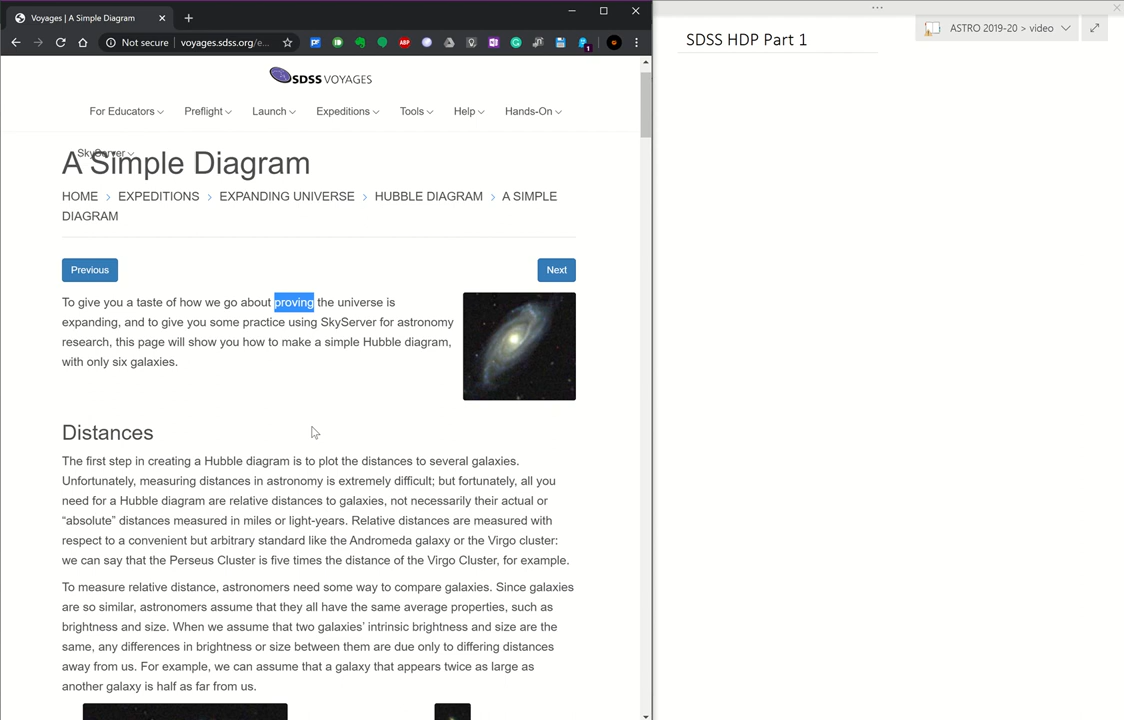 Voyages | A Simple Diagram
Not secure | voyages.sdss.org/e...
SDSS VOYAGES
For Educators Preflight Launch Expeditions Tools Help Hands-On
SkyServer
A Simple Diagram
HOME > EXPEDITIONS > EXPANDING UNIVERSE > HUBBLE DIAGRAM > A SIMPLE
DIAGRAM
Previous Next
To give you a taste of how we go about proving the universe is
expanding, and to give you some practice using SkyServer for astronomy
research, this page will show you how to make a simple Hubble diagram,
with only six galaxies.
Distances
The first step in creating a Hubble diagram is to plot the distances to several galaxies.
Unfortunately, measuring distances in astronomy is extremely difficult; but fortunately, all you
need for a Hubble diagram are relative distances to galaxies, not necessarily their actual or
“absolute” distances measured in miles or light-years. Relative distances are measured with
respect to a convenient but arbitrary standard like the Andromeda galaxy or the Virgo cluster:
we can say that the Perseus Cluster is five times the distance of the Virgo Cluster, for example.
To measure relative distance, astronomers need some way to compare galaxies. Since galaxies
are so similar, astronomers assume that they all have the same average properties, such as
brightness and size. When we assume that two galaxies’ intrinsic brightness and size are the
same, any differences in brightness or size between them are due only to differing distances
away from us. For example, we can assume that a galaxy that appears twice as large as
another galaxy is half as far from us.
SDSS HDP Part 1
ASTRO 2019-20 > video